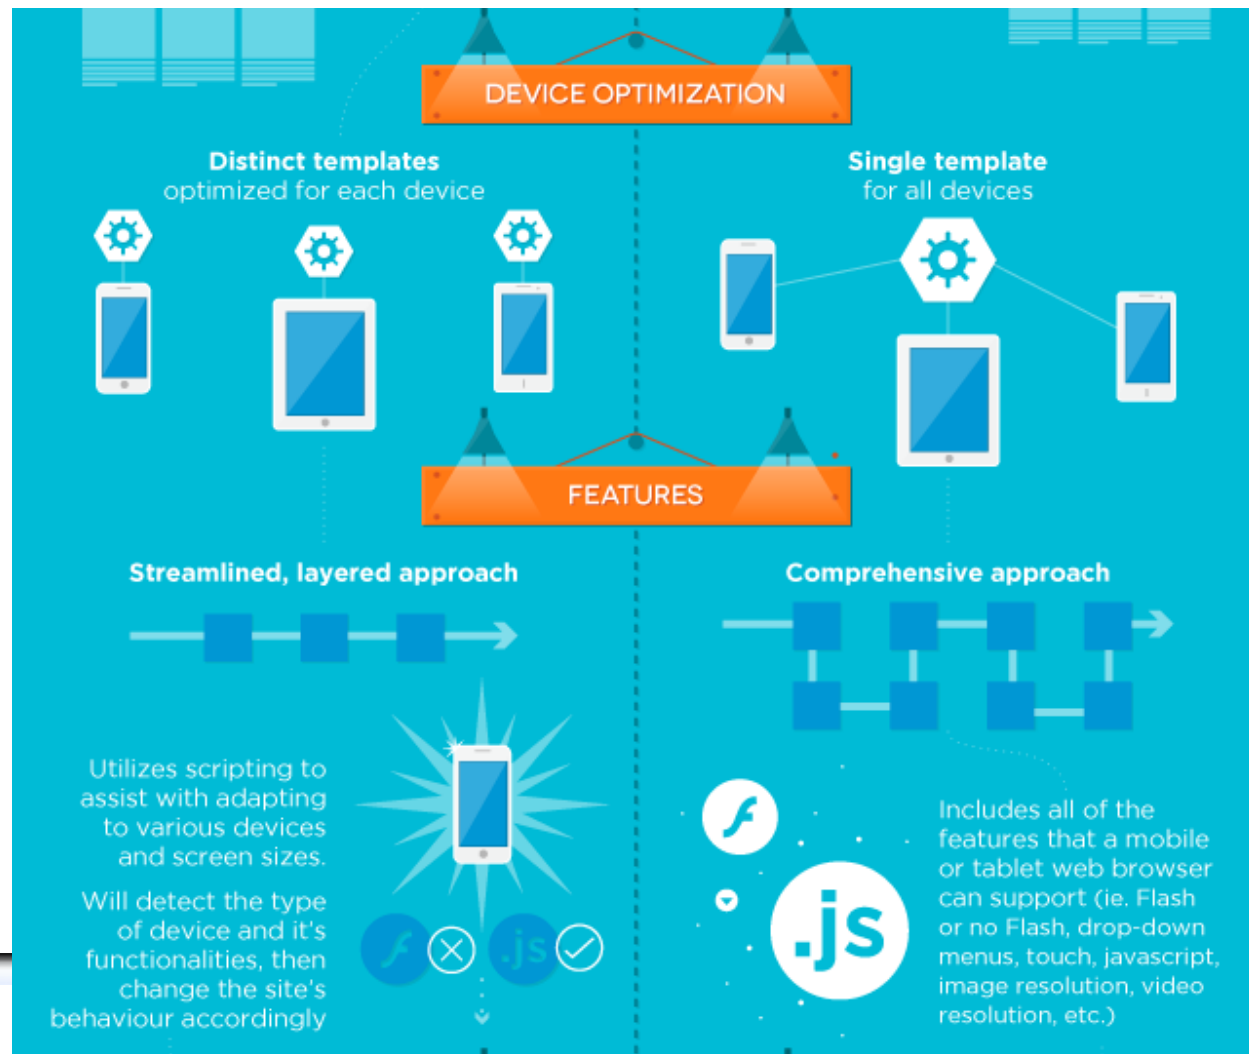 DEVICE OPTIMIZATION
Distinct templates
optimized for each device
Single template
for all devices
FEATURES
Streamlined, layered approach
Utilizes scripting to
assist with adapting
to various devices
and screen sizes.
Will detect the type
of device and it's
functionalities, then
change the site's
behaviour accordingly
f
.js
Comprehensive approach
f
.js
Includes all of the
features that a mobile
or tablet web browser
can support (ie. Flash
or no Flash, drop-down
menus, touch, javascript,
image resolution, video
resolution, etc.)